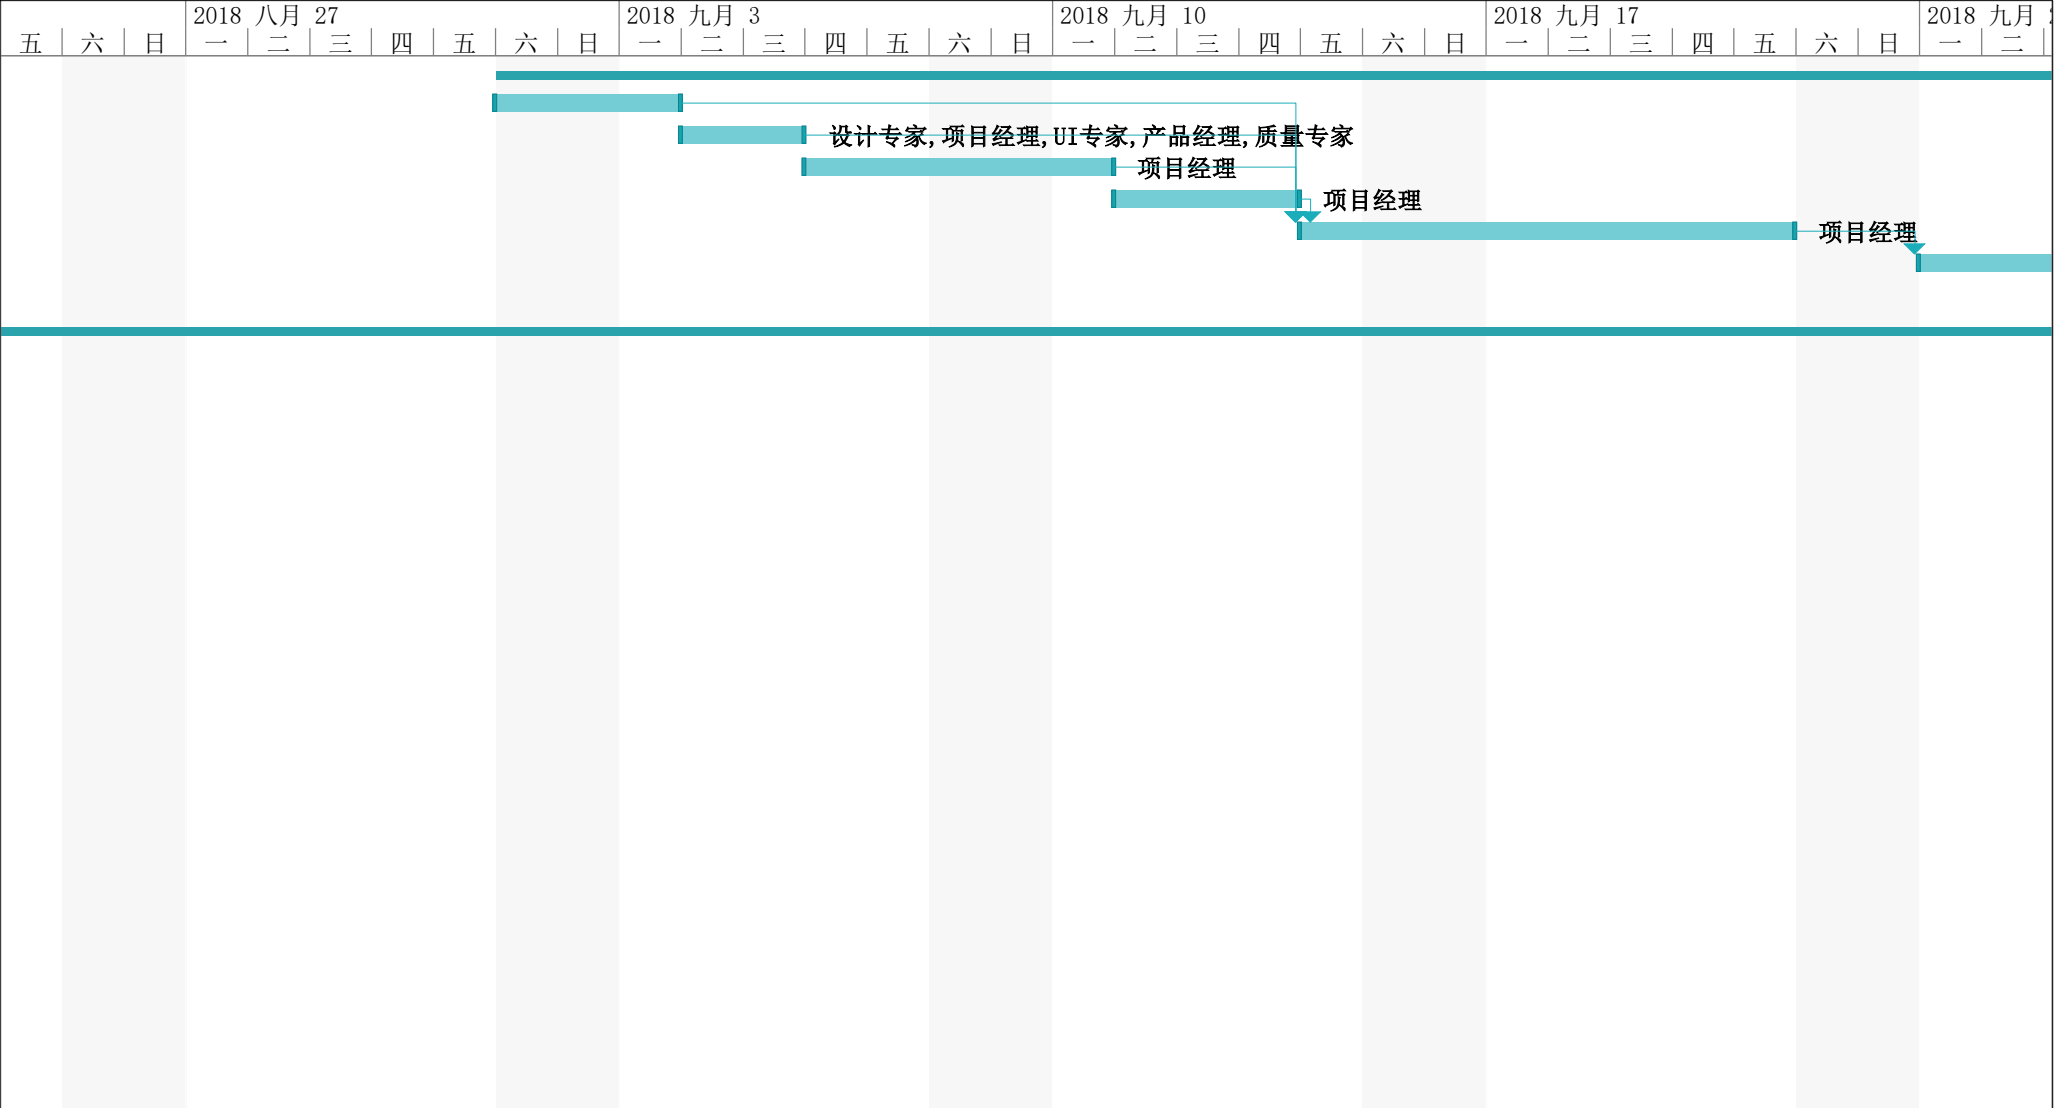 2018 八月 27 2018 九月 3 2018 九月 10 2018 九月 17 2018 九月
五 六 日 一 二 三 四 五 六 日 一 二 三 四 五 六 日 一 二 三 四 五 六 日 一 二 三 四 五 六 日 一 二
设计专家,项目经理,UI专家,产品经理,质量专家
项目经理
项目经理
项目经理